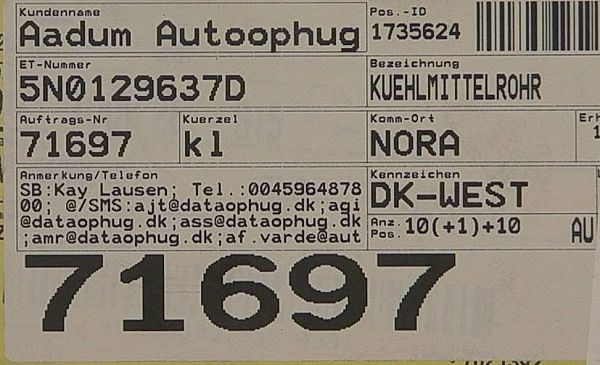 Kundenname
Aadum Autoophug
Pos.-ID
1735624
ET-Nummer
5N0129637D
Bezeichnung
KUEHLMITTELROHR
Auftrags-Nr
71697
Kuerzel
kl
Komm-Ort
NORA
Erh
1
Anmerkung/Telefon
SB:Kay Lausen; Tel.:0045964878
00; @/SMS:ajt@dataophug.dk;agi
@dataophug.dk;ass@dataophug.dk
;amr@dataophug.dk;af.varde@aut
Kennzeichen
DK-WEST
Anz. Pos. 10(+1)+10
AU
71697